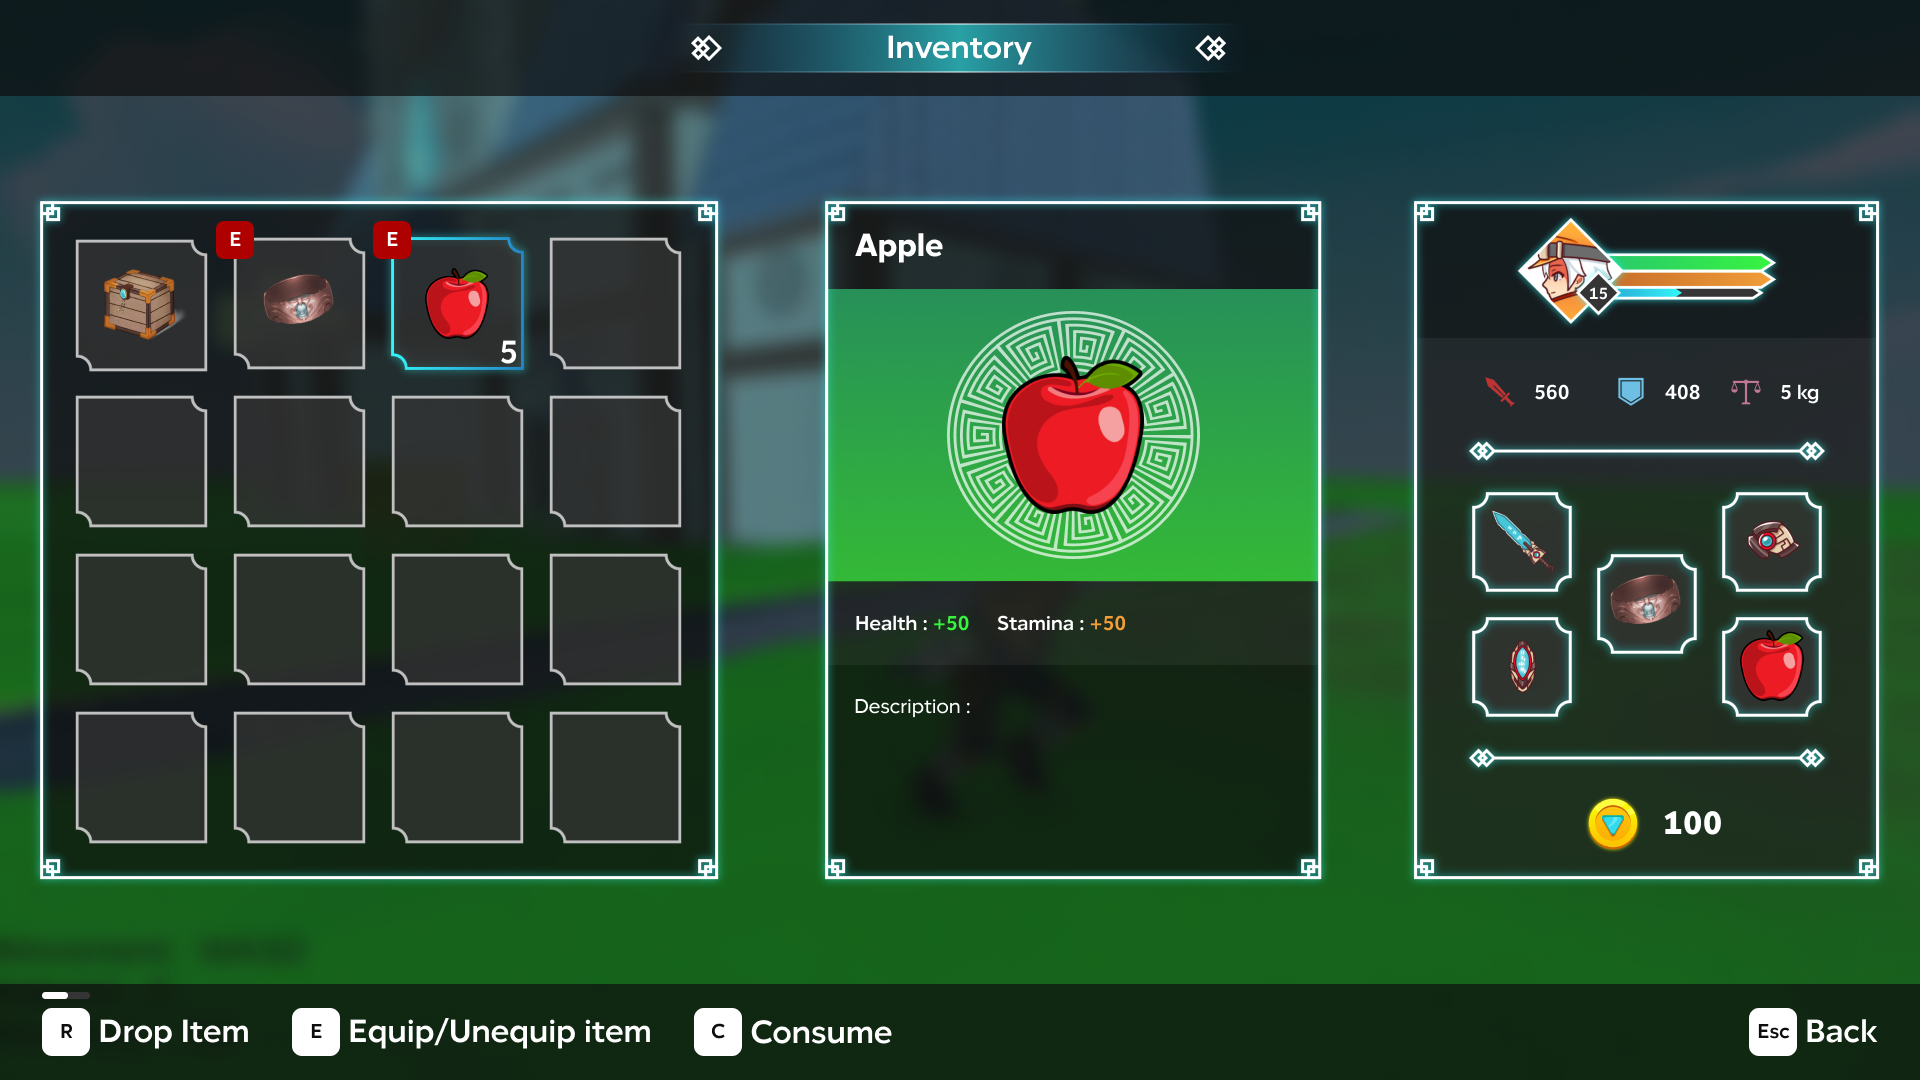 Inventory
E
E
5
Apple
Health : +50 Stamina : +50
Description :
15
560 408 5 kg
100
R Drop Item
E Equip/Unequip item
C Consume
Esc Back